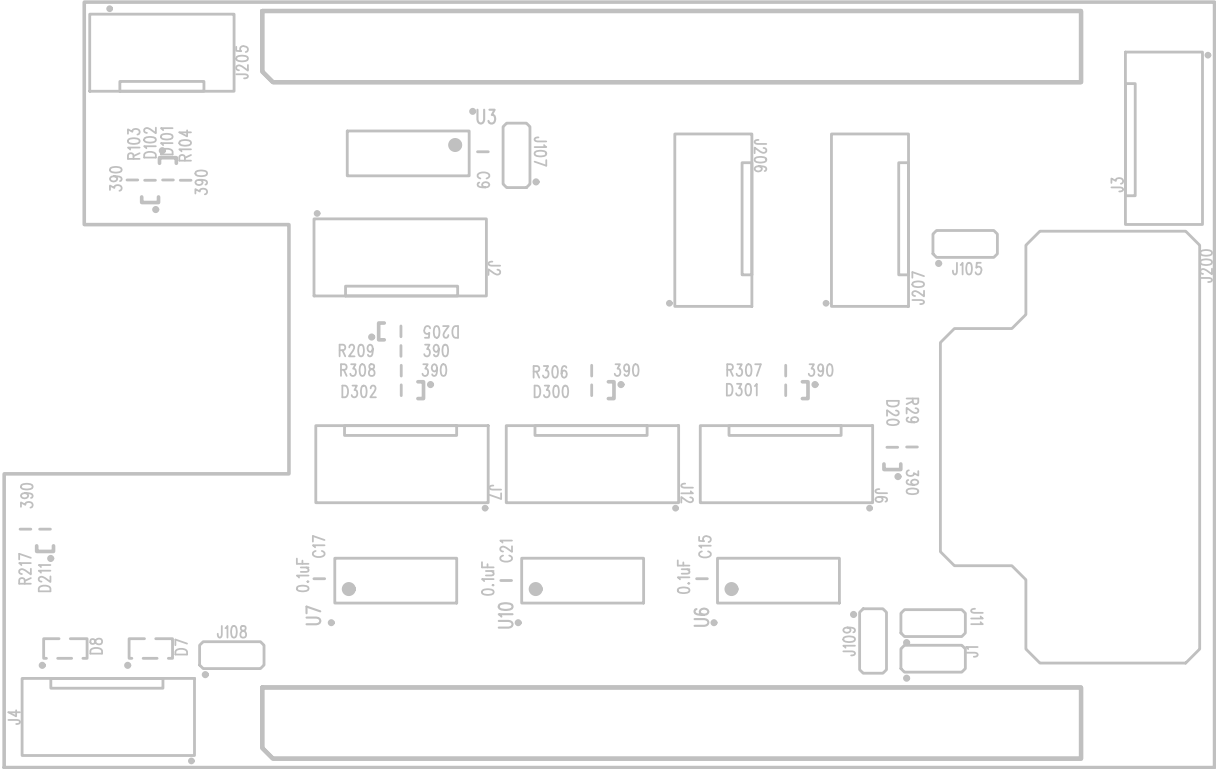 J205
U3
J107
C9
R103
D102
D101
R104
390
390
J206
J207
J3
J105
J200
J2
D205
R209
390
R308
390
D302
R306
390
D300
R307
390
D301
D20
R29
390
J7
J12
J6
390
R217
D211
0.1uF
C17
U7
0.1uF
C21
U10
0.1uF
C15
U6
J109
J11
J1
D8
D7
J108
J4